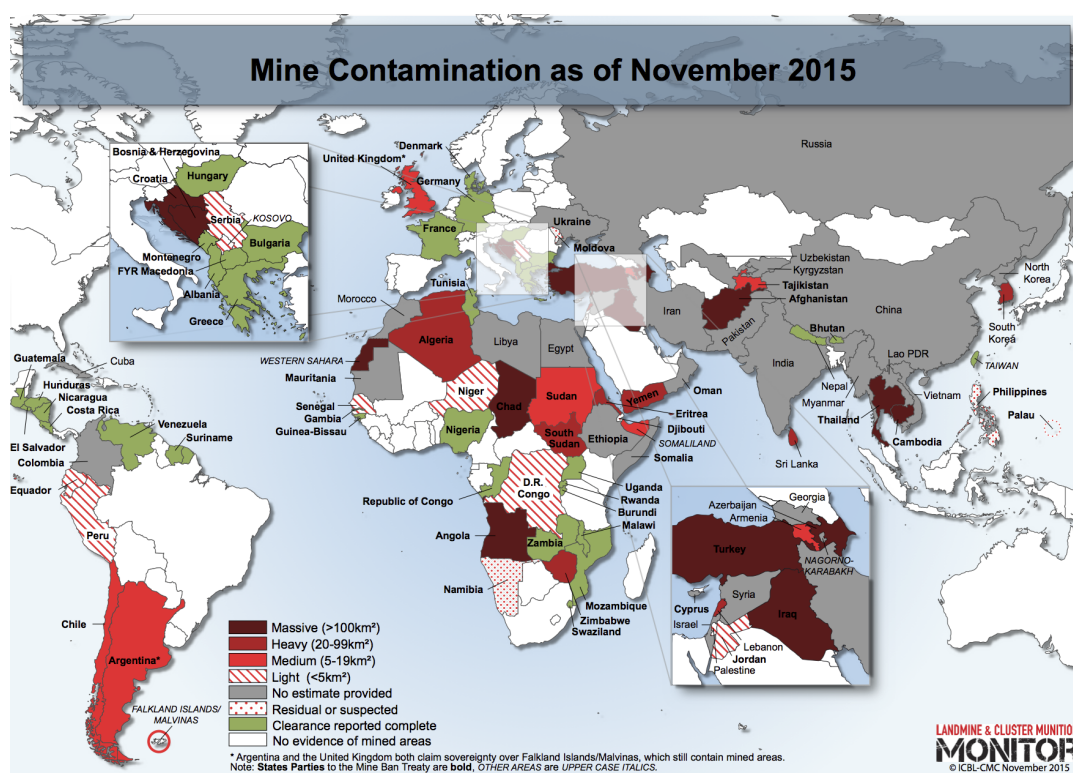 Mine Contamination as of November 2015
Bosnia & Herzegovina
Croatia
Hungary
Serbia
KOSOVO
Bulgaria
Montenegro
FYR Macedonia
Albania
Greece
Denmark
United Kingdom*
Germany
France
Ukraine
Moldova
Russia
Uzbekistan
Kyrgyzstan
Tajikistan
Afghanistan
North
Korea
South
Korea
China
Iran
Pakistan
Bhutan
India
Nepal
Myanmar
Lao PDR
TAIWAN
Vietnam
Thailand
Cambodia
Philippines
Palau
Sri Lanka
Tunisia
Morocco
Algeria
Libya
Egypt
WESTERN SAHARA
Mauritania
Niger
Chad
Sudan
Yemen
Oman
Senegal
Gambia
Guinea-Bissau
Nigeria
South
Sudan
Ethiopia
Eritrea
Djibouti
SOMALILAND
Somalia
D.R.
Congo
Republic of Congo
Uganda
Rwanda
Burundi
Malawi
Angola
Zambia
Namibia
Mozambique
Zimbabwe
Swaziland
Guatemala
Cuba
Hunduras
Nicaragua
Costa Rica
El Salvador
Venezuela
Suriname
Colombia
Equador
Peru
Chile
Argentina*
FALKLAND ISLANDS/
MALVINAS
Georgia
Azerbaijan
Armenia
Turkey
NAGORNO-
KARABAKH
Cyprus
Syria
Iraq
Israel
Lebanon
Jordan
Palestine
Massive (>100km²)
Heavy (20-99km²)
Medium (5-19km²)
Light (<5km²)
No estimate provided
Residual or suspected
Clearance reported complete
No evidence of mined areas
* Argentina and the United Kingdom both claim sovereignty over Falkland Islands/Malvinas, which still contain mined areas.
Note: States Parties to the Mine Ban Treaty are bold, OTHER AREAS are UPPER CASE ITALICS.
LANDMINE & CLUSTER MUNITION
MONITOR
© ICBL-CMC November 2015